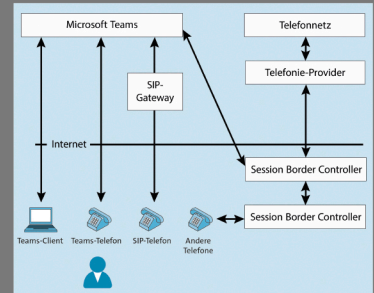 Microsoft Teams
Telefonnetz
Telefonie-Provider
SIP-
Gateway
Internet
Session Border Controller
Session Border Controller
Teams-Client
Teams-Telefon
SIP-Telefon
Andere
Telefone